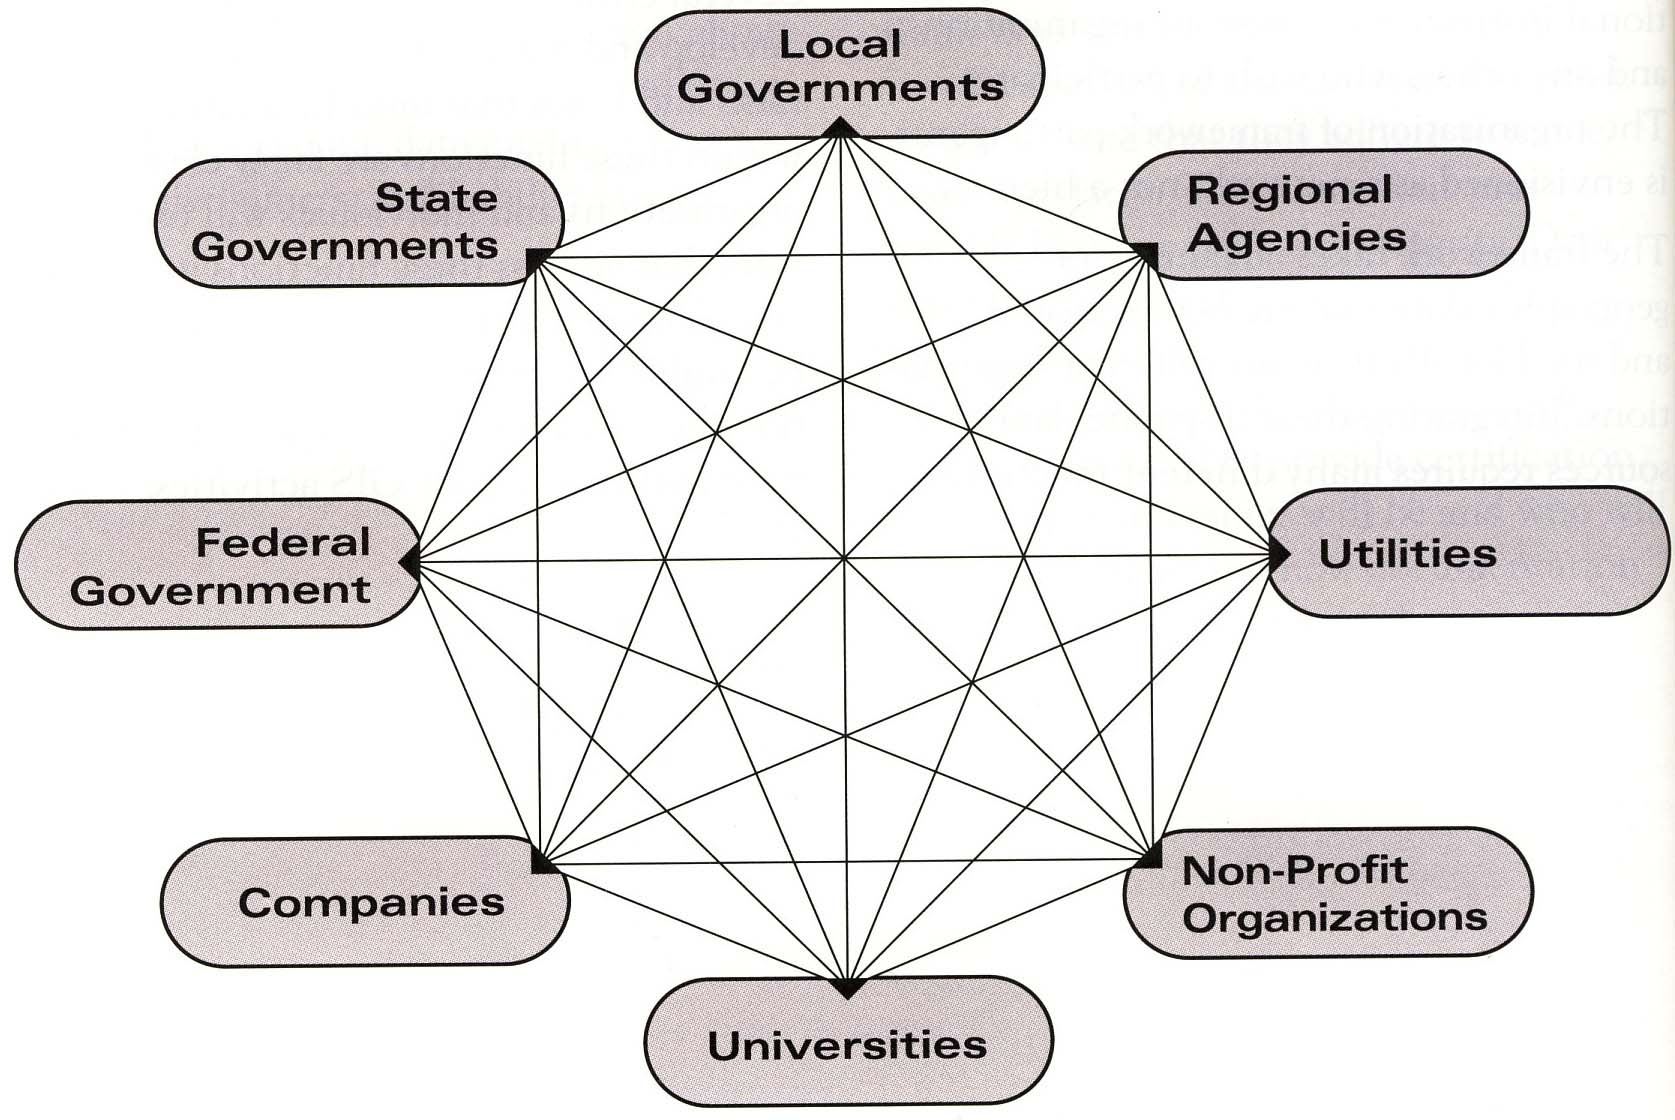 Local
Governments
State
Governments
Regional
Agencies
Federal
Government
Utilities
Companies
Non-Profit
Organizations
Universities